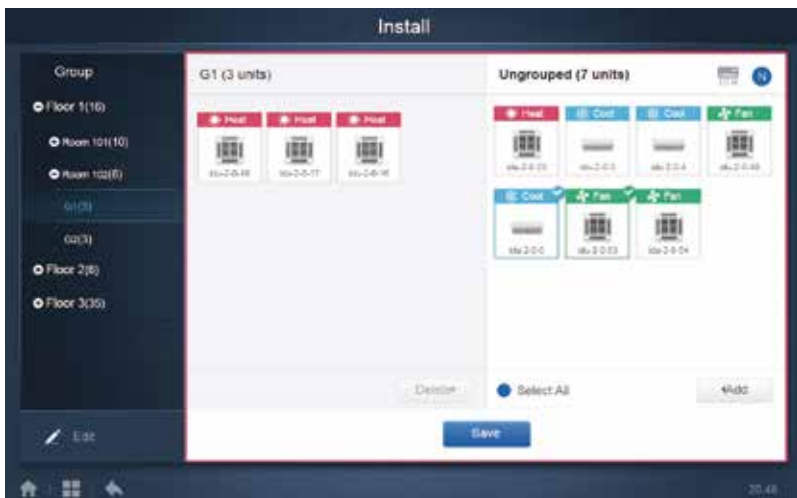 Install
Group
Floor 1(16)
Room 101(10)
Room 102(6)
G1(3)
G2(3)
Floor 2(8)
Floor 3(35)
Edit
G1 (3 units)
Heat Heat Heat
Delete
Ungrouped (7 units)
N
Heat Cool Cool Fan
Cool Fan Fan
Select All
Add
Save
20:48